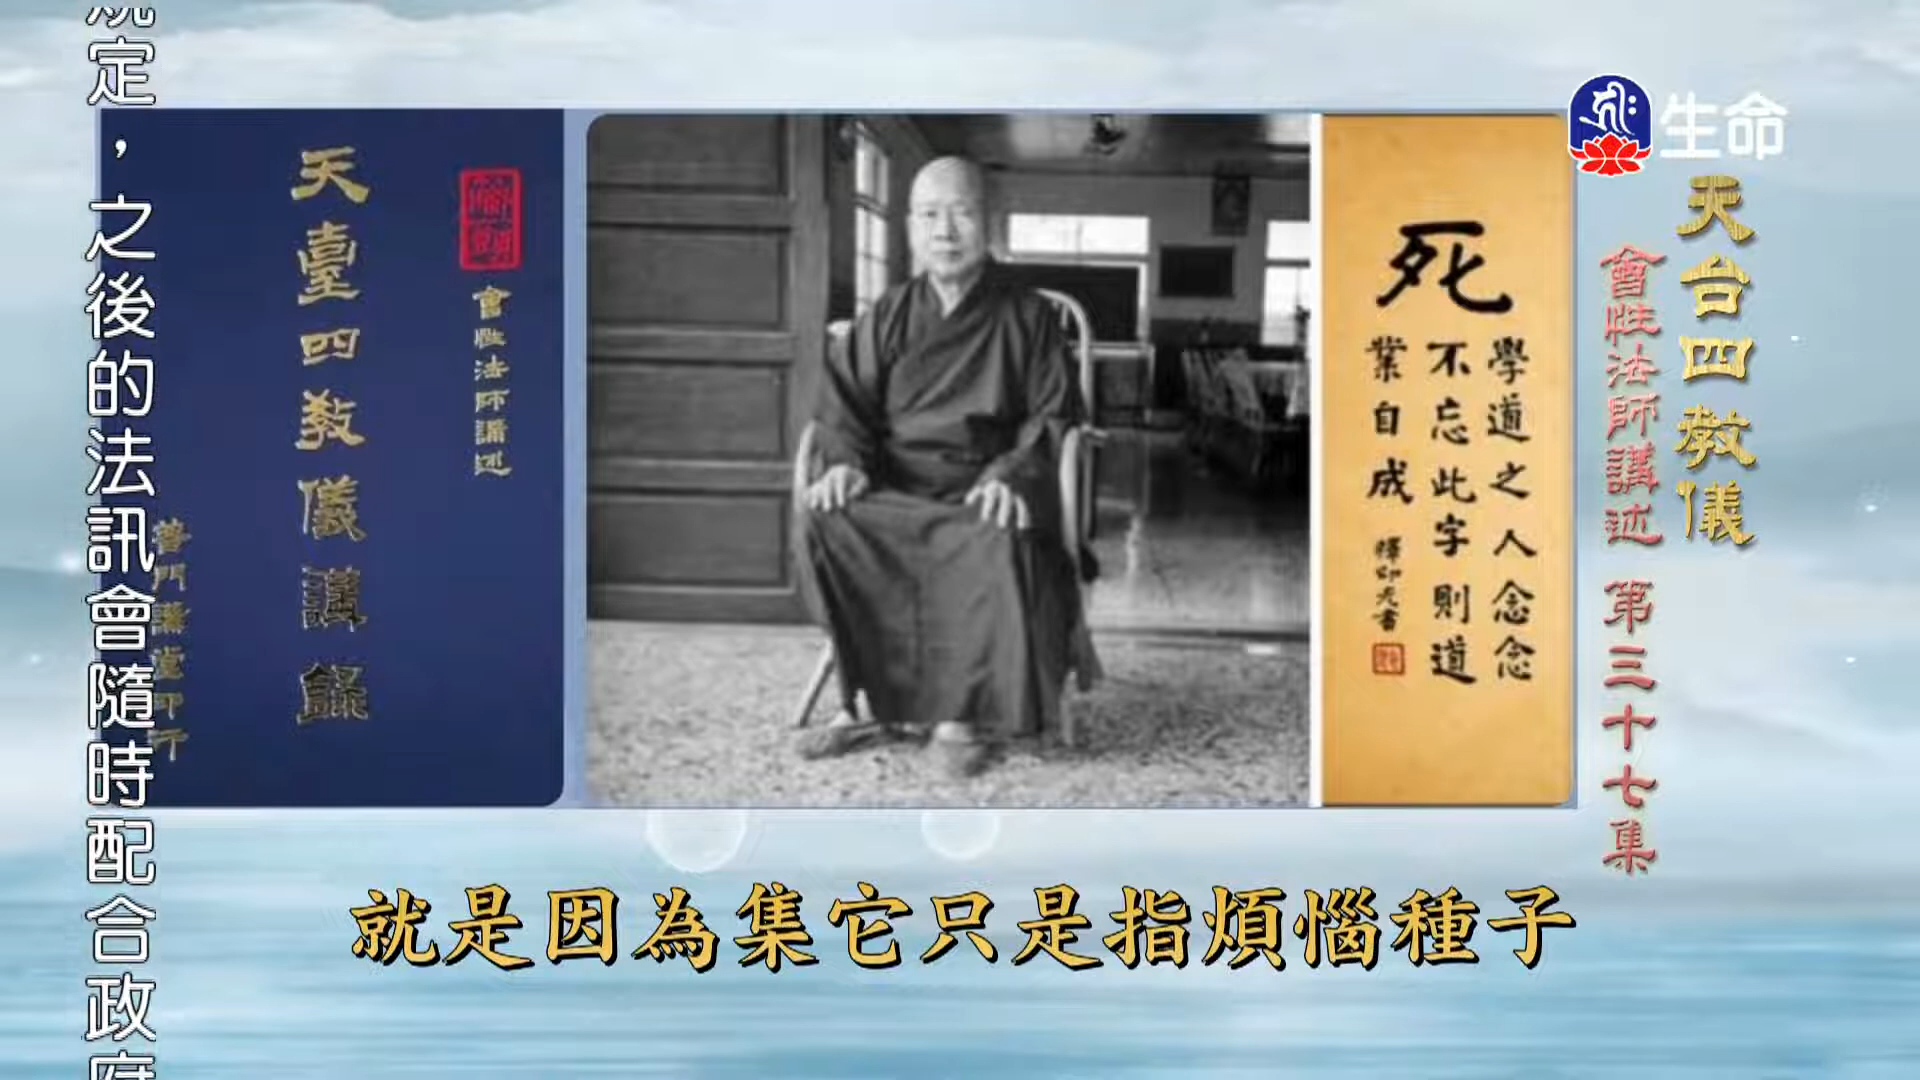 規定，之後的法訊會隨時配合政府
天臺四教儀講錄
會性法師講述
普門講堂印行
死
學道之人念念
不忘此字則道
業自成
釋印光書
生命
天台四教儀
會性法師講述 第三十七集
就是因為集它只是指煩惱種子